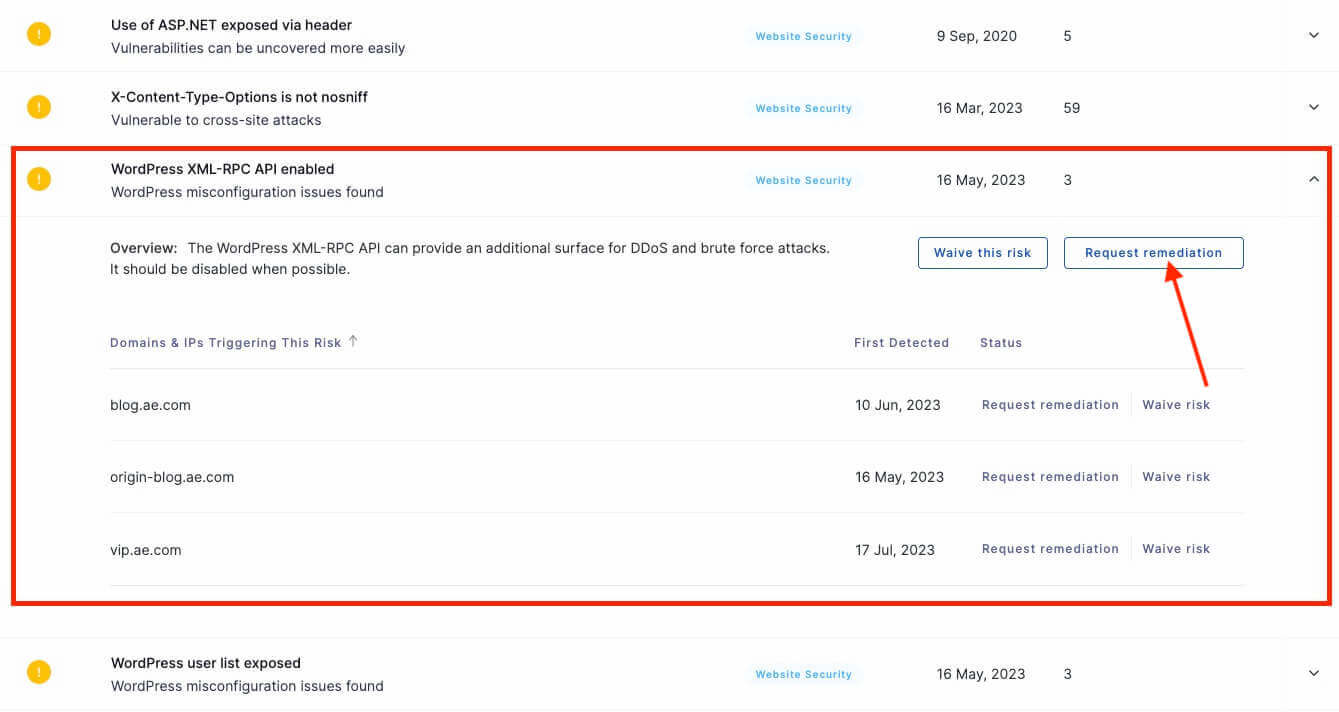 Use of ASP.NET exposed via header
Vulnerabilities can be uncovered more easily
Website Security
9 Sep, 2020
5
X-Content-Type-Options is not nosniff
Vulnerable to cross-site attacks
Website Security
16 Mar, 2023
59
WordPress XML-RPC API enabled
WordPress misconfiguration issues found
Website Security
16 May, 2023
3
Overview: The WordPress XML-RPC API can provide an additional surface for DDoS and brute force attacks.
It should be disabled when possible.
Waive this risk
Request remediation
Domains & IPs Triggering This Risk ↑
First Detected
Status
blog.ae.com
10 Jun, 2023
Request remediation
Waive risk
origin-blog.ae.com
16 May, 2023
Request remediation
Waive risk
vip.ae.com
17 Jul, 2023
Request remediation
Waive risk
WordPress user list exposed
WordPress misconfiguration issues found
Website Security
16 May, 2023
3